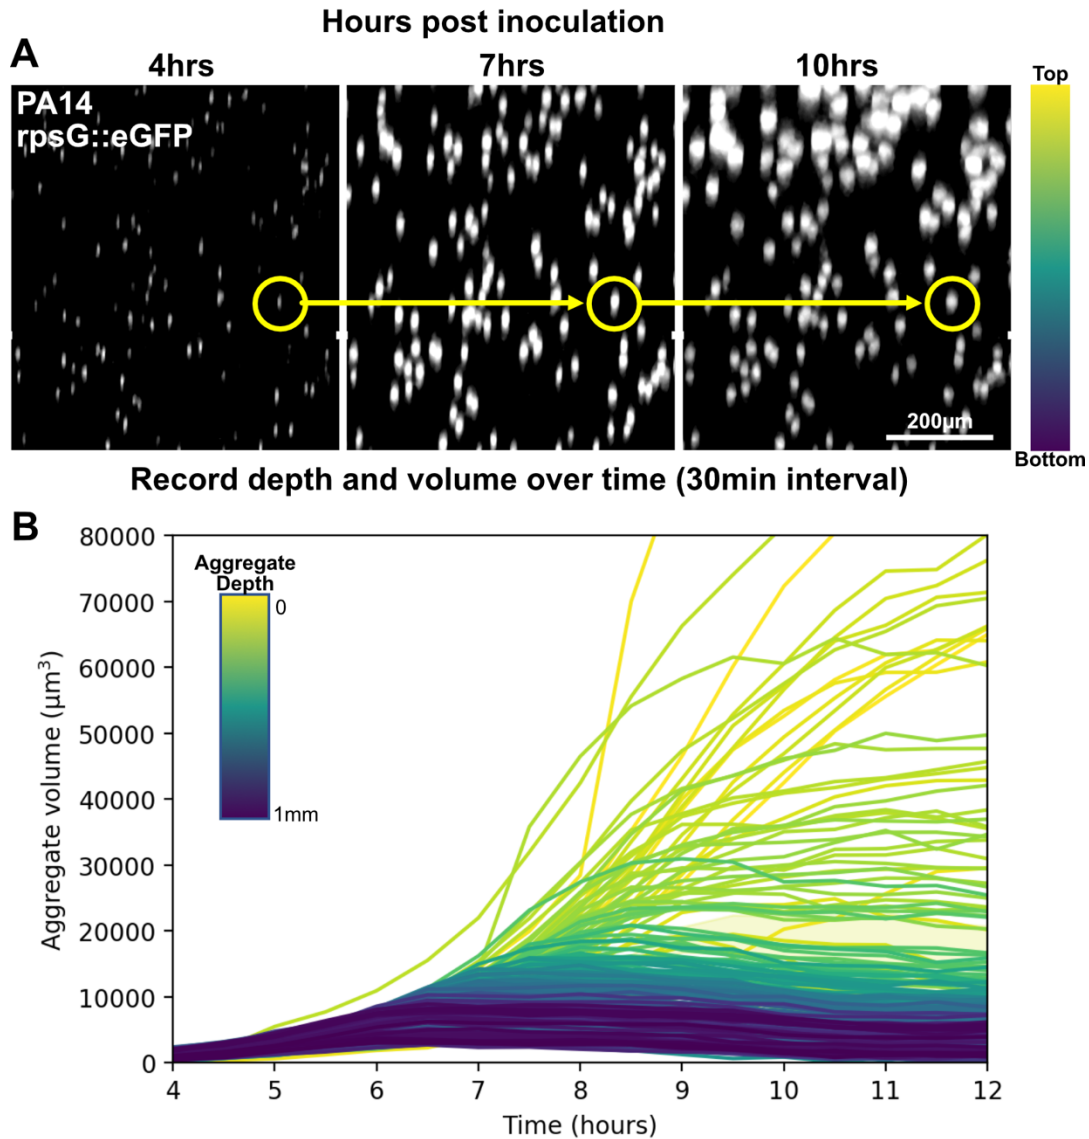 Hours post inoculation
A
4hrs
7hrs
10hrs
Top
PA14
rpsG::eGFP
200μm
Bottom
Record depth and volume over time (30min interval)
B
80000
70000
60000
50000
40000
30000
20000
10000
0
Aggregate volume (μm³)
Aggregate
Depth
0
1mm
4
5
6
7
8
9
10
11
12
Time (hours)